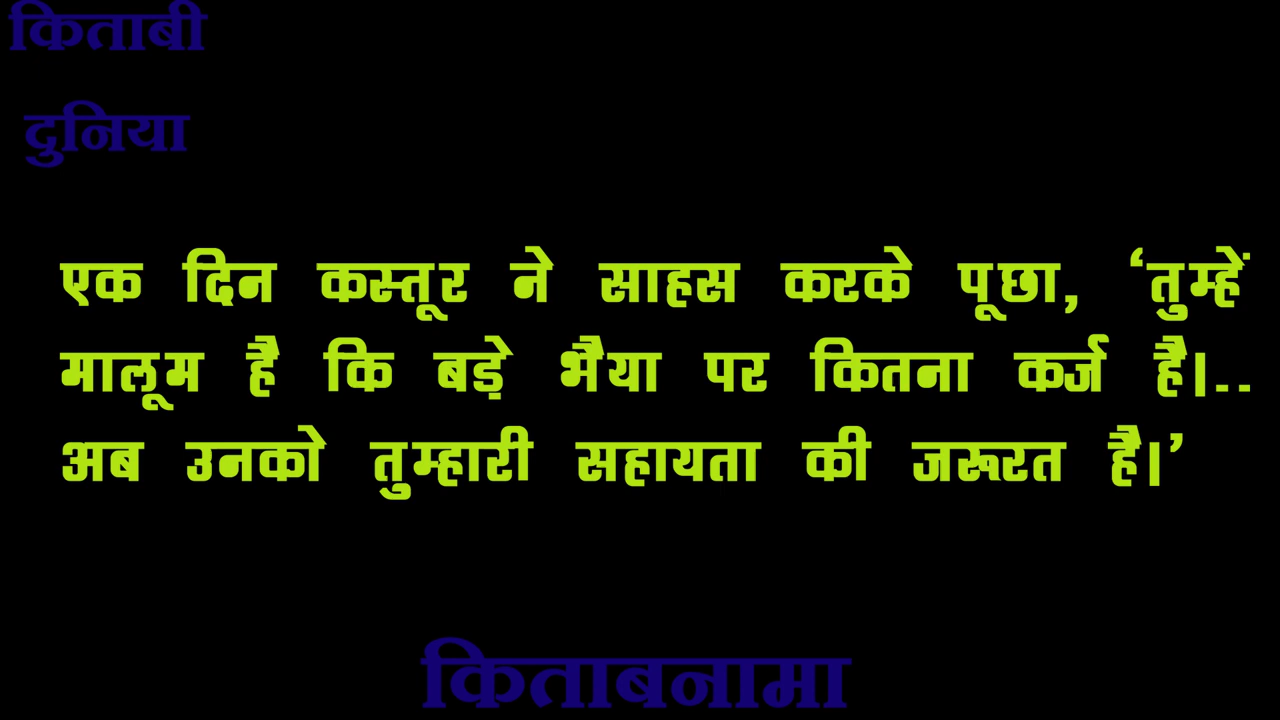 किताबी
दुनिया
एक दिन कस्तूर ने साहस करके पूछा, ‘तुम्हें
मालूम है कि बड़े भैया पर कितना कर्ज है।..
अब उनको तुम्हारी सहायता की जरूरत है।’
किताबनामा